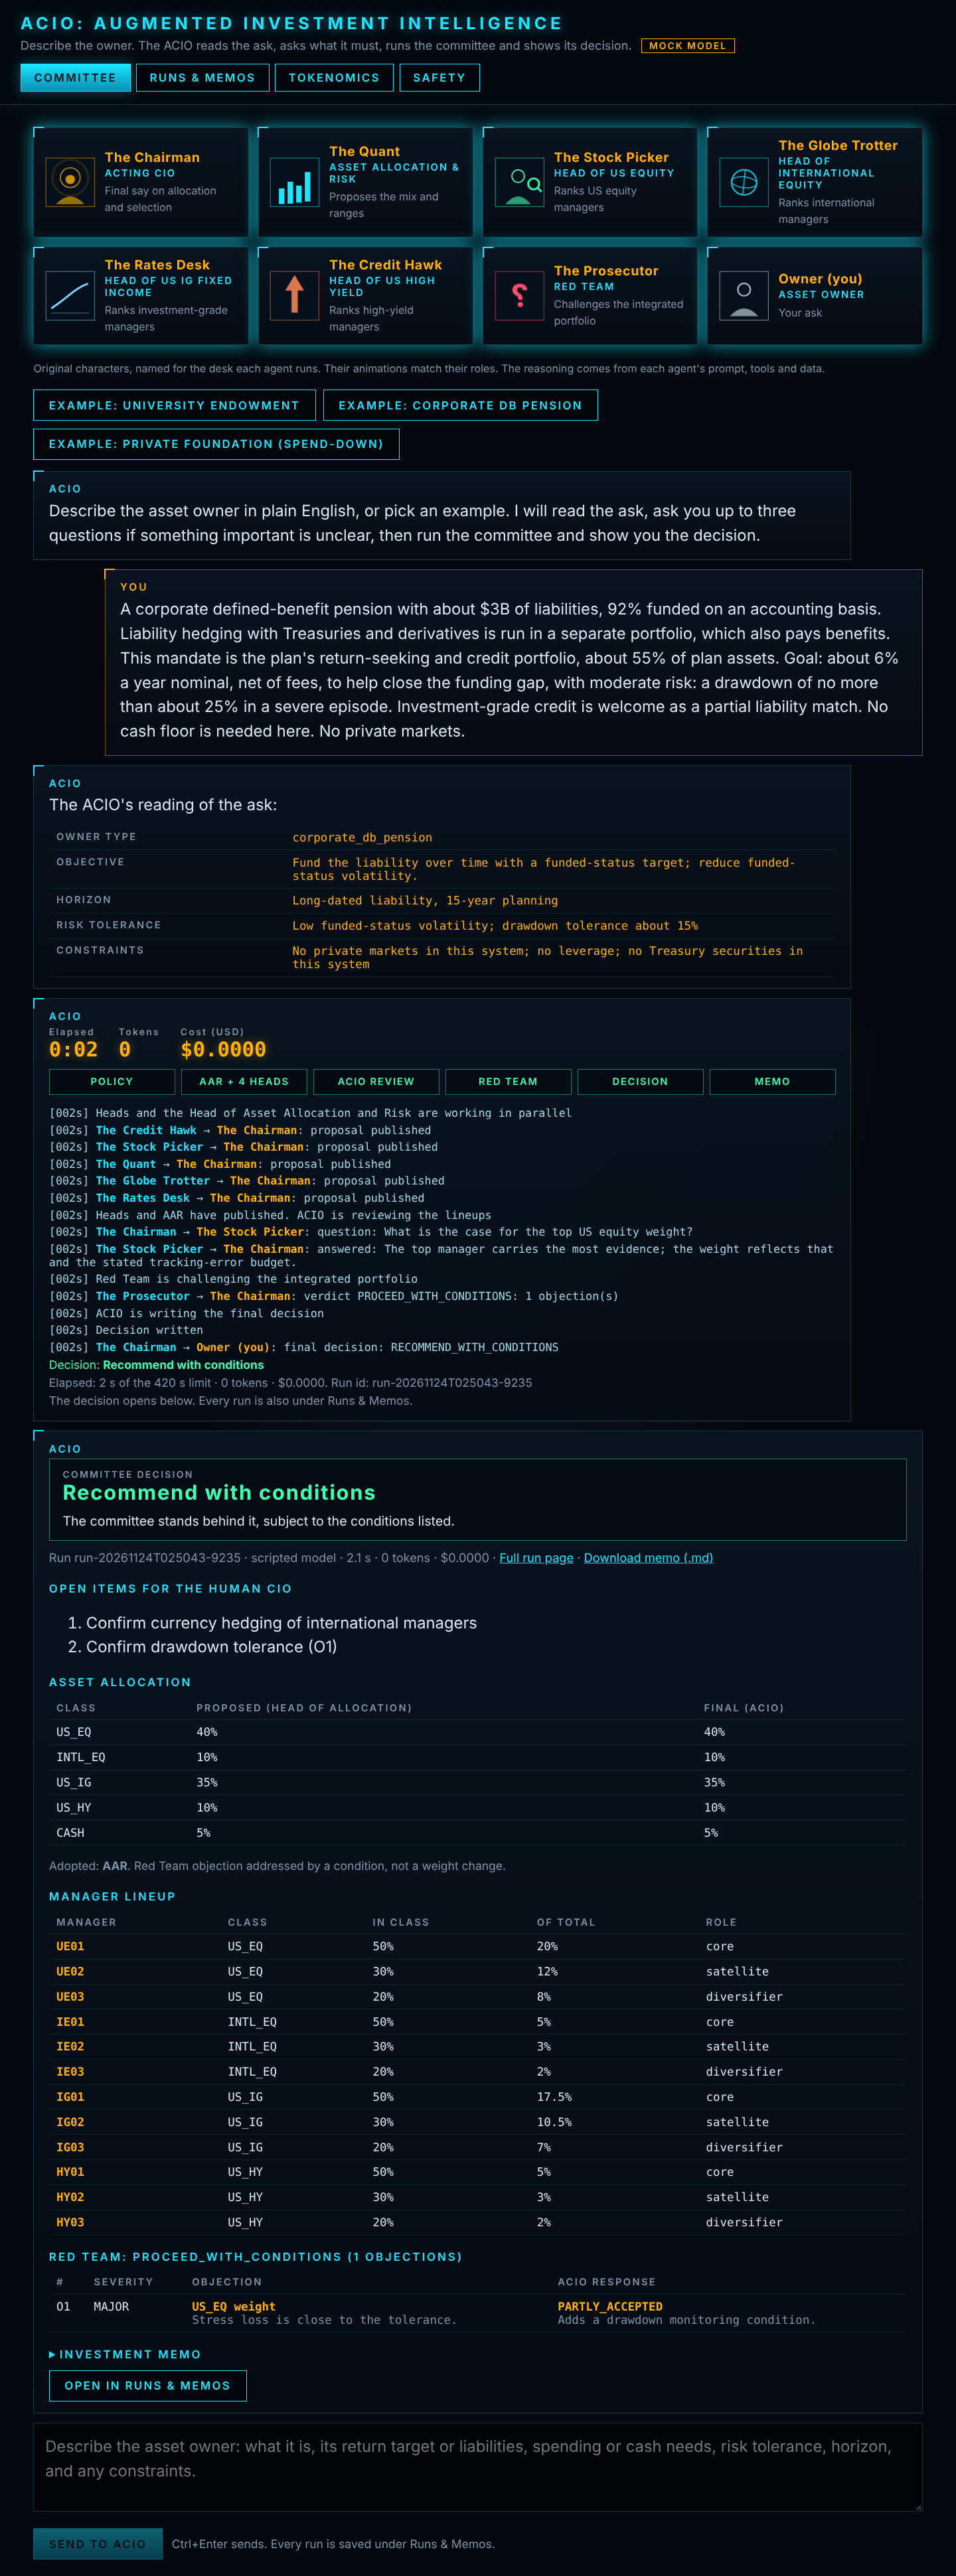 ACIO: AUGMENTED INVESTMENT INTELLIGENCE
Describe the owner. The ACIO reads the ask, asks what it must, runs the committee and shows its decision. MOCK MODEL
COMMITTEE RUNS & MEMOS TOKENOMICS SAFETY
The Chairman
ACTING CIO
Final say on allocation
and selection
The Quant
ASSET ALLOCATION &
RISK
Proposes the mix and
ranges
The Stock Picker
HEAD OF US EQUITY
Ranks US equity
managers
The Globe Trotter
HEAD OF
INTERNATIONAL
EQUITY
Ranks international
managers
The Rates Desk
HEAD OF US IG FIXED
INCOME
Ranks investment-grade
managers
The Credit Hawk
HEAD OF US HIGH
YIELD
Ranks high-yield
managers
The Prosecutor
RED TEAM
Challenges the integrated
portfolio
Owner (you)
ASSET OWNER
Your ask
Original characters, named for the desk each agent runs. Their animations match their roles. The reasoning comes from each agent's prompt, tools and data.
EXAMPLE: UNIVERSITY ENDOWMENT EXAMPLE: CORPORATE DB PENSION
EXAMPLE: PRIVATE FOUNDATION (SPEND-DOWN)
ACIO
Describe the asset owner in plain English, or pick an example. I will read the ask, ask you up to three
questions if something important is unclear, then run the committee and show you the decision.
YOU
A corporate defined-benefit pension with about $3B of liabilities, 92% funded on an accounting basis.
Liability hedging with Treasuries and derivatives is run in a separate portfolio, which also pays benefits.
This mandate is the plan's return-seeking and credit portfolio, about 55% of plan assets. Goal: about 6%
a year nominal, net of fees, to help close the funding gap, with moderate risk: a drawdown of no more
than about 25% in a severe episode. Investment-grade credit is welcome as a partial liability match. No
cash floor is needed here. No private markets.
ACIO
The ACIO's reading of the ask:
OWNER TYPE corporate_db_pension
OBJECTIVE Fund the liability over time with a funded-status target; reduce funded-
status volatility.
HORIZON Long-dated liability, 15-year planning
RISK TOLERANCE Low funded-status volatility; drawdown tolerance about 15%
CONSTRAINTS No private markets in this system; no leverage; no Treasury securities in
this system
ACIO
Elapsed Tokens Cost (USD)
0:02 0 $0.0000
POLICY AAR + 4 HEADS ACIO REVIEW RED TEAM DECISION MEMO
[002s] Heads and the Head of Asset Allocation and Risk are working in parallel
[002s] The Credit Hawk → The Chairman: proposal published
[002s] The Stock Picker → The Chairman: proposal published
[002s] The Quant → The Chairman: proposal published
[002s] The Globe Trotter → The Chairman: proposal published
[002s] The Rates Desk → The Chairman: proposal published
[002s] Heads and AAR have published. ACIO is reviewing the lineups
[002s] The Chairman → The Stock Picker: question: What is the case for the top US equity weight?
[002s] The Stock Picker → The Chairman: answered: The top manager carries the most evidence; the weight reflects that
and the stated tracking-error budget.
[002s] Red Team is challenging the integrated portfolio
[002s] The Prosecutor → The Chairman: verdict PROCEED_WITH_CONDITIONS: 1 objection(s)
[002s] ACIO is writing the final decision
[002s] Decision written
[002s] The Chairman → Owner (you): final decision: RECOMMEND_WITH_CONDITIONS
Decision: Recommend with conditions
Elapsed: 2 s of the 420 s limit · 0 tokens · $0.0000. Run id: run-20261124T025043-9235
The decision opens below. Every run is also under Runs & Memos.
ACIO
COMMITTEE DECISION
Recommend with conditions
The committee stands behind it, subject to the conditions listed.
Run run-20261124T025043-9235 · scripted model · 2.1 s · 0 tokens · $0.0000 · Full run page · Download memo (.md)
OPEN ITEMS FOR THE HUMAN CIO
1. Confirm currency hedging of international managers
2. Confirm drawdown tolerance (O1)
ASSET ALLOCATION
CLASS PROPOSED (HEAD OF ALLOCATION) FINAL (ACIO)
US_EQ 40% 40%
INTL_EQ 10% 10%
US_IG 35% 35%
US_HY 10% 10%
CASH 5% 5%
Adopted: AAR. Red Team objection addressed by a condition, not a weight change.
MANAGER LINEUP
MANAGER CLASS IN CLASS OF TOTAL ROLE
UE01 US_EQ 50% 20% core
UE02 US_EQ 30% 12% satellite
UE03 US_EQ 20% 8% diversifier
IE01 INTL_EQ 50% 5% core
IE02 INTL_EQ 30% 3% satellite
IE03 INTL_EQ 20% 2% diversifier
IG01 US_IG 50% 17.5% core
IG02 US_IG 30% 10.5% satellite
IG03 US_IG 20% 7% diversifier
HY01 US_HY 50% 5% core
HY02 US_HY 30% 3% satellite
HY03 US_HY 20% 2% diversifier
RED TEAM: PROCEED_WITH_CONDITIONS (1 OBJECTIONS)
# SEVERITY OBJECTION ACIO RESPONSE
O1 MAJOR US_EQ weight PARTLY_ACCEPTED
Stress loss is close to the tolerance. Adds a drawdown monitoring condition.
INVESTMENT MEMO
OPEN IN RUNS & MEMOS
Describe the asset owner: what it is, its return target or liabilities, spending or cash needs, risk tolerance, horizon,
and any constraints.
SEND TO ACIO Ctrl+Enter sends. Every run is saved under Runs & Memos.